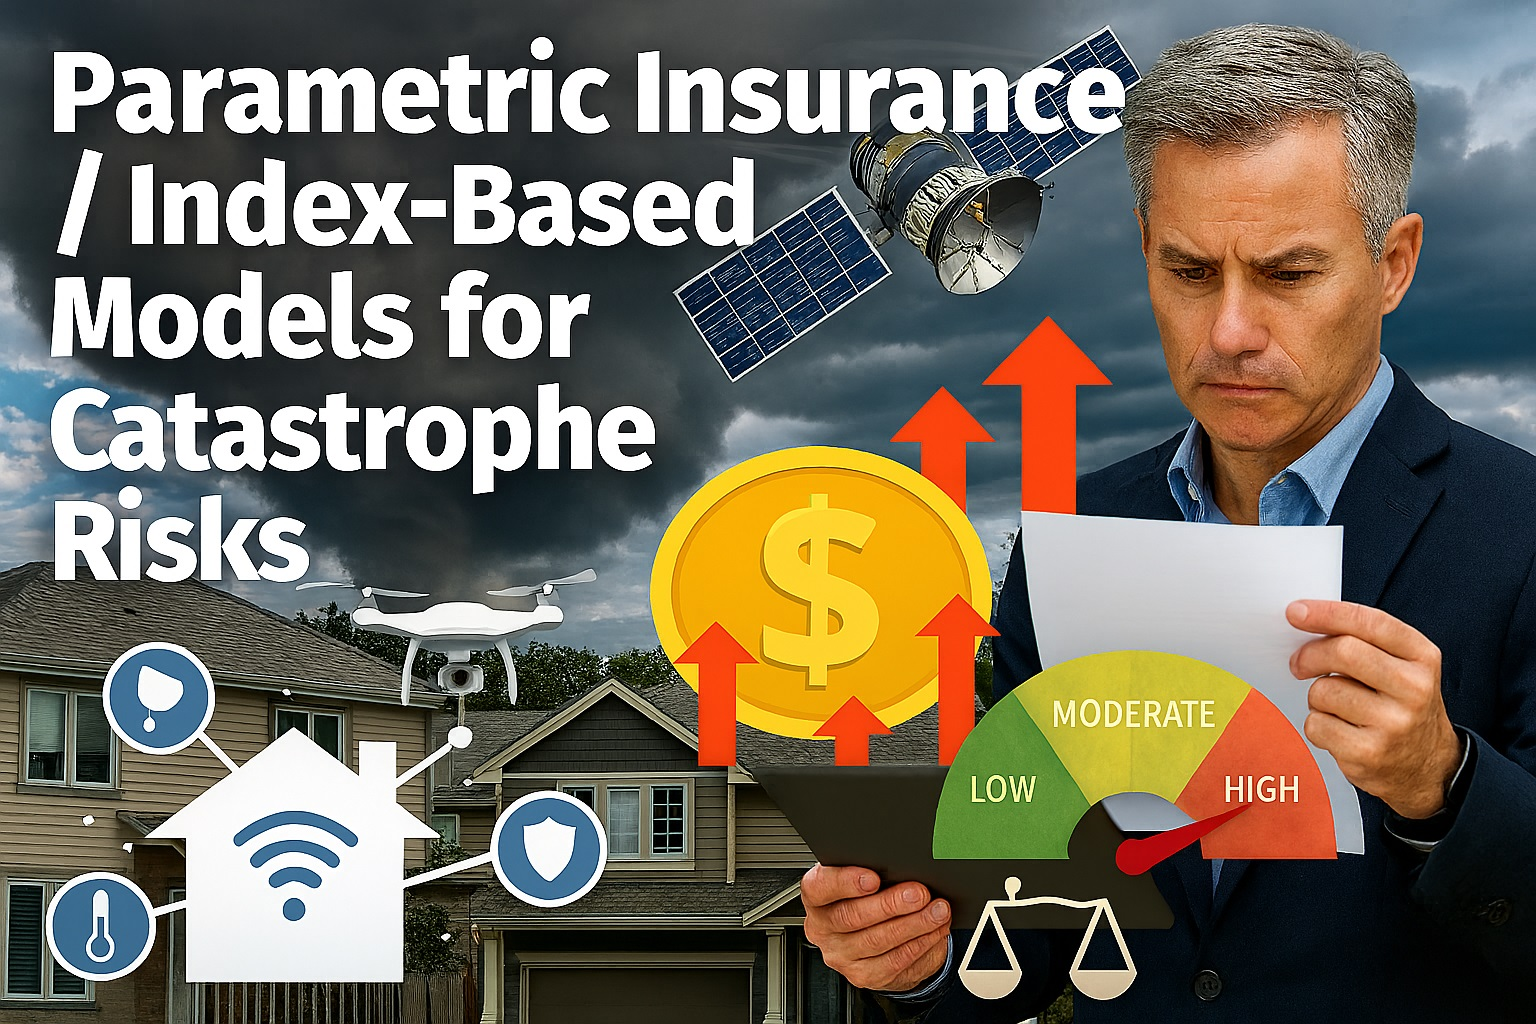 Parametric Insurance
/ Index-Based
Models for
Catastrophe
Risks
$
MODERATE
LOW
HIGH